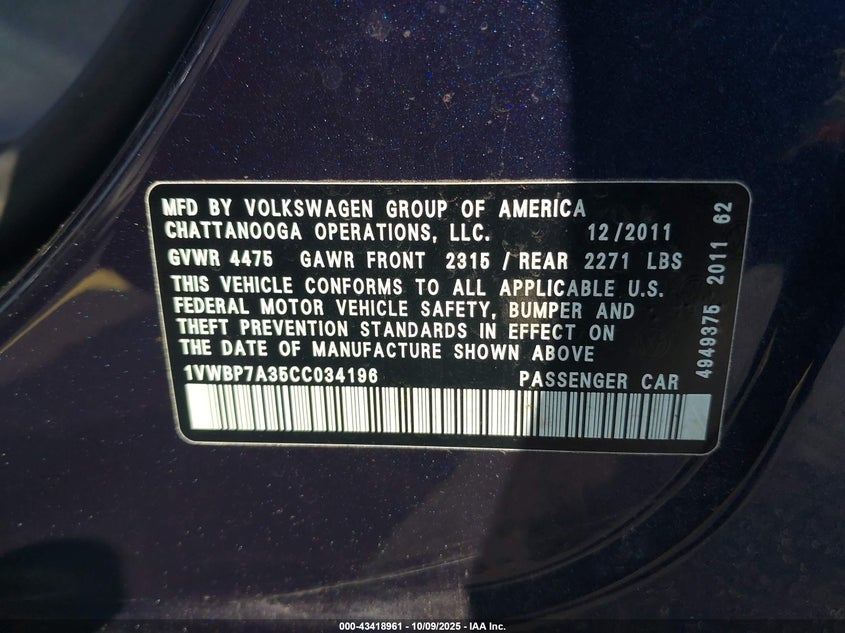 MFD BY VOLKSWAGEN GROUP OF AMERICA
CHATTANOOGA OPERATIONS, LLC. 12/2011
GVWR 4475 GAWR FRONT 2315 / REAR 2271 LBS
THIS VEHICLE CONFORMS TO ALL APPLICABLE U.S.
FEDERAL MOTOR VEHICLE SAFETY, BUMPER AND
THEFT PREVENTION STANDARDS IN EFFECT ON
THE DATE OF MANUFACTURE SHOWN ABOVE
1VWBP7A35CC034196 PASSENGER CAR
4949375 2011 62
000-43418961 - 10/09/2025 - IAA Inc.